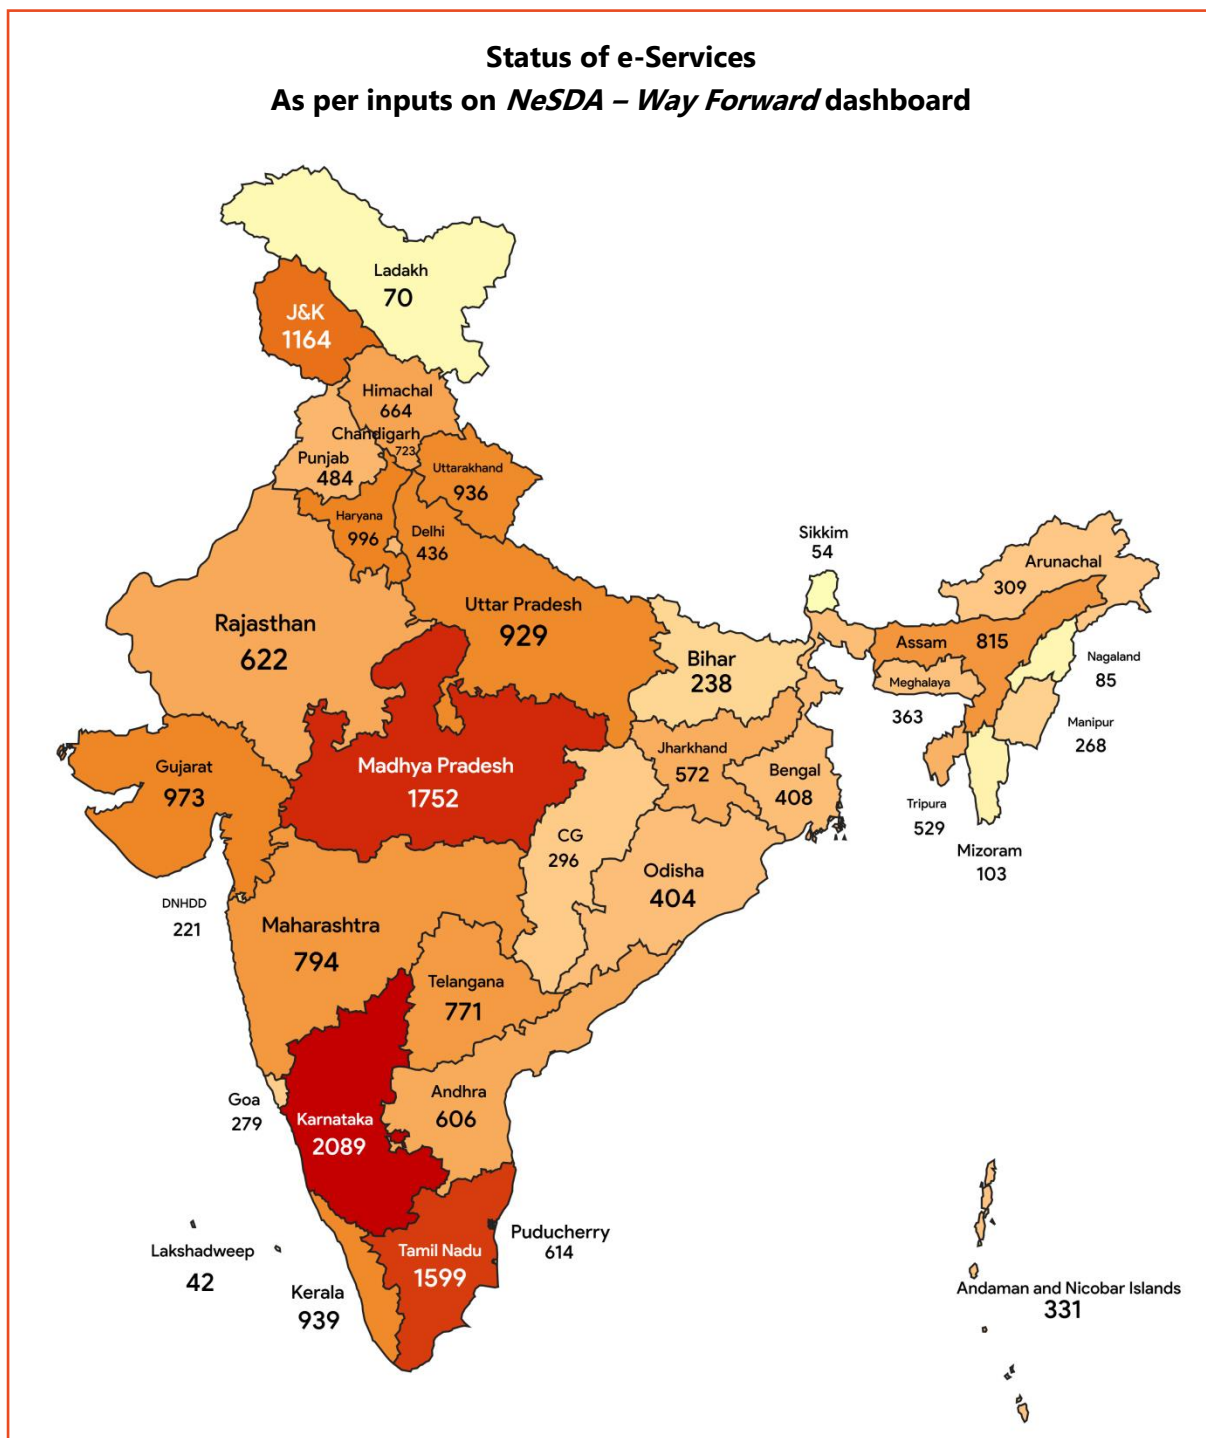 Status of e-Services
As per inputs on NeSDA – Way Forward dashboard
Ladakh
70
J&K
1164
Himachal
664
Chandigarh
723
Punjab
484
Uttarakhand
936
Haryana
996
Delhi
436
Sikkim
54
Arunachal
309
Rajasthan
622
Uttar Pradesh
929
Bihar
238
Assam 815
Nagaland
85
Meghalaya
363
Manipur
268
Gujarat
973
Madhya Pradesh
1752
Jharkhand
572
Bengal
408
Tripura
529
Mizoram
103
CG
296
Odisha
404
DNHDD
221
Maharashtra
794
Telangana
771
Goa
279
Karnataka
2089
Andhra
606
Lakshadweep
42
Kerala
939
Tamil Nadu
1599
Puducherry
614
Andaman and Nicobar Islands
331